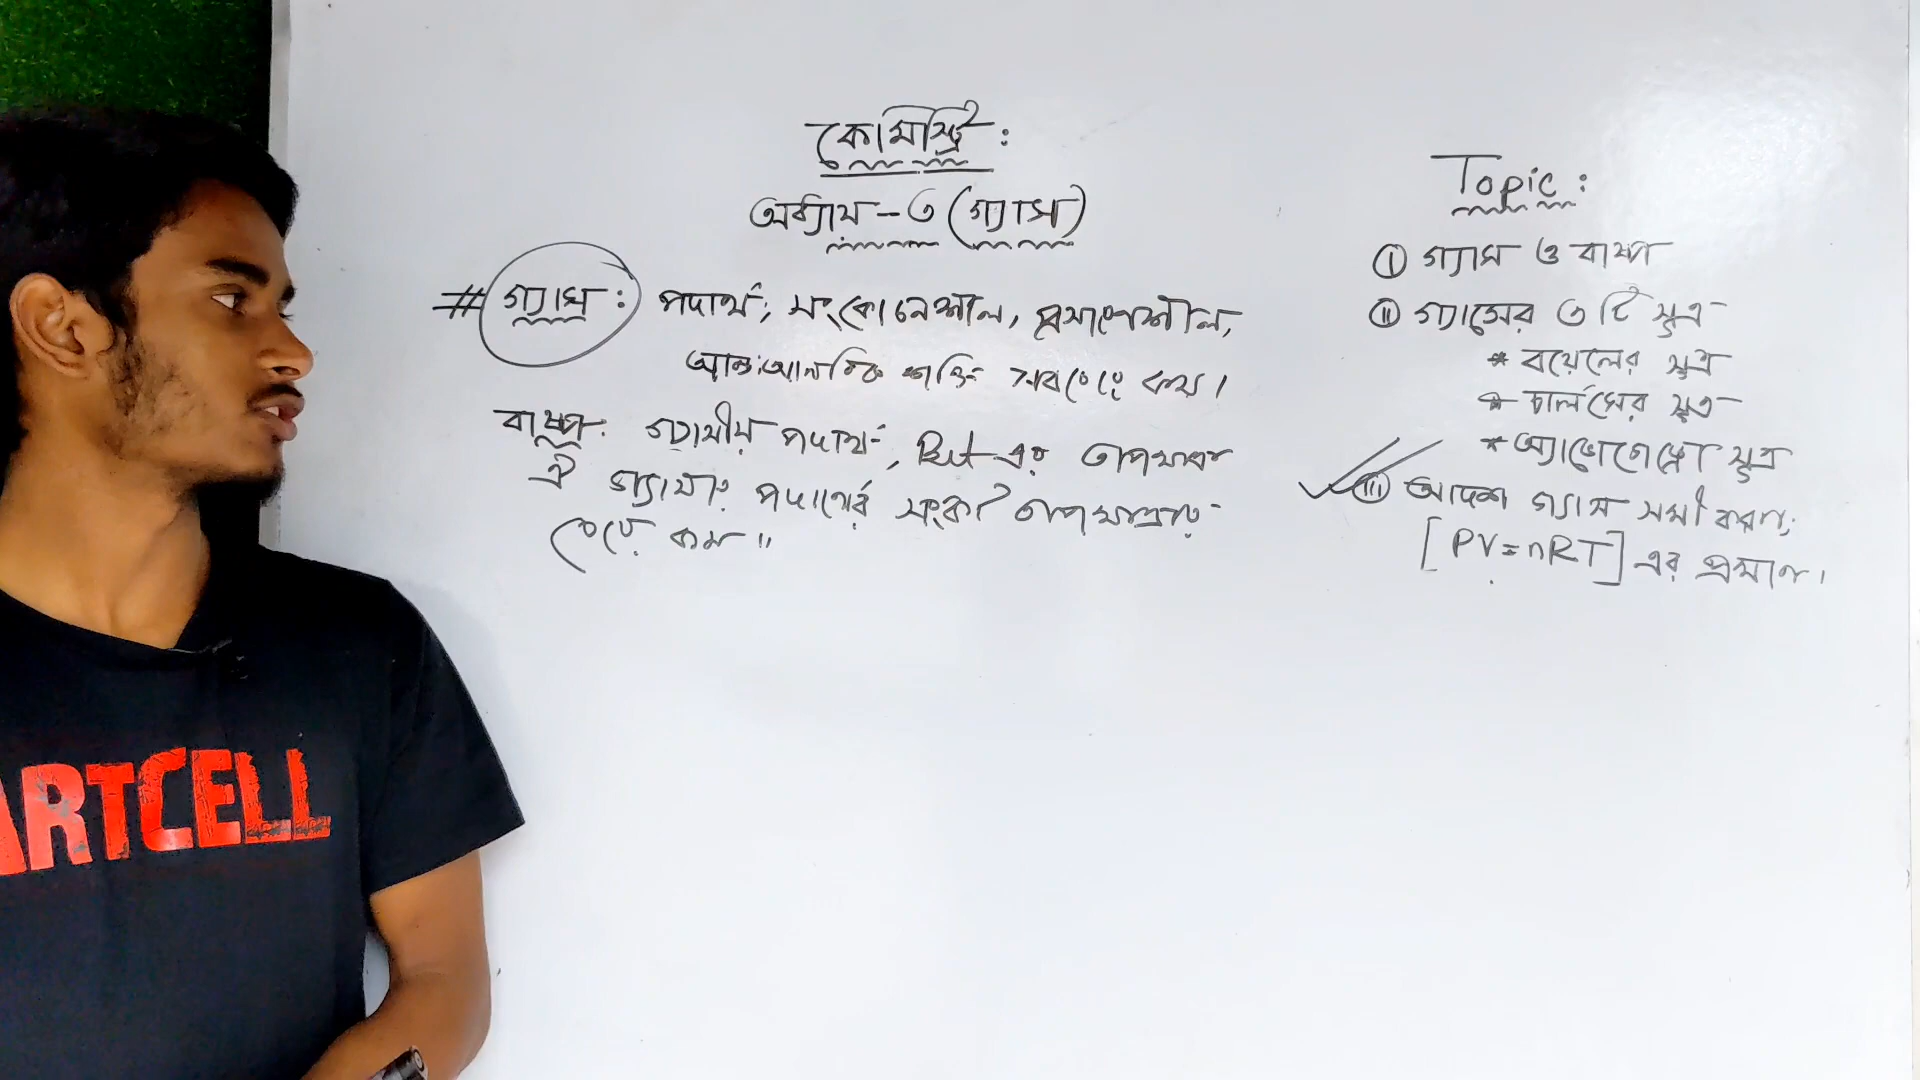 কেমিস্ট্রি:
অধ্যায় - ৩ (গ্যাস)
# গ্যাস: পদার্থ, সংকোচনশীল, প্রসারণশীল,
আন্তঃআনবিক শক্তি সবচেয়ে কম।
বাষ্প: গ্যাসীয় পদার্থ, But এর তাপমাত্রা
ঐ গ্যাসীয় পদার্থের সংকট তাপমাত্রার
চেয়ে কম॥
Topic:
(i) গ্যাস ও বাষ্প
(ii) গ্যাসের ৩ টি সূত্র
* বয়েলের সূত্র
* চার্লসের সূত্র
* অ্যাভোগেড্রো সূত্র
(iii) আদর্শ গ্যাস সমীকরণ,
[PV = nRT] এর প্রমাণ।
ARTCELL